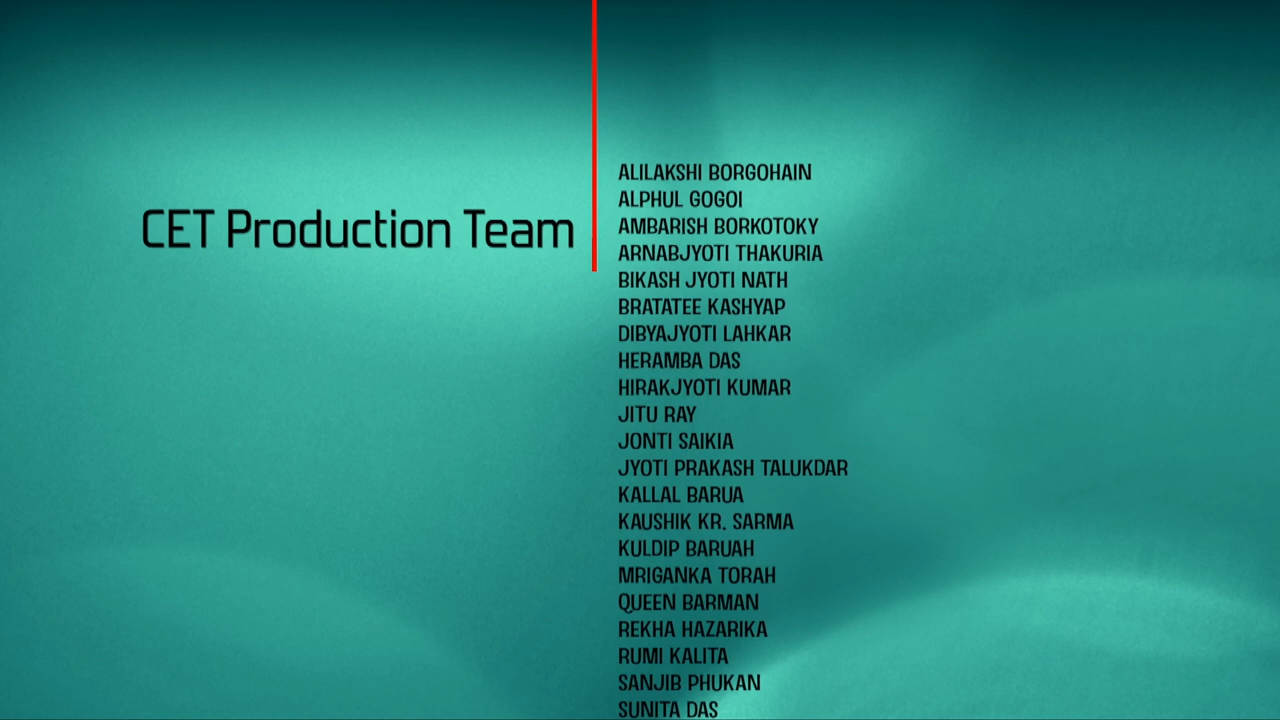 CET Production Team
ALILAKSHI BORGOHAIN
ALPHUL GOGOI
AMBARISH BORKOTOKY
ARNABJYOTI THAKURIA
BIKASH JYOTI NATH
BRATATEE KASHYAP
DIBYAJYOTI LAHKAR
HERAMBA DAS
HIRAKJYOTI KUMAR
JITU RAY
JONTI SAIKIA
JYOTI PRAKASH TALUKDAR
KALLAL BARUA
KAUSHIK KR. SARMA
KULDIP BARUAH
MRIGANKA TORAH
QUEEN BARMAN
REKHA HAZARIKA
RUMI KALITA
SANJIB PHUKAN
SUNITA DAS